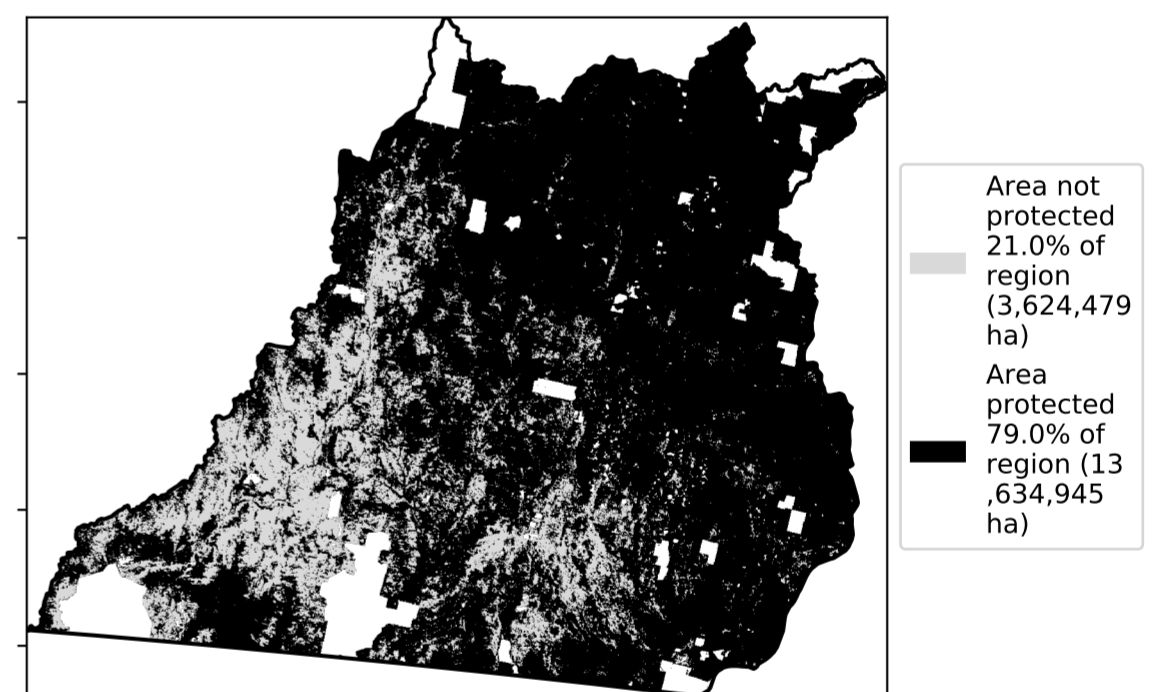 Area not
protected
21.0% of
region
(3,624,479
ha)
Area
protected
79.0% of
region (13
,634,945
ha)